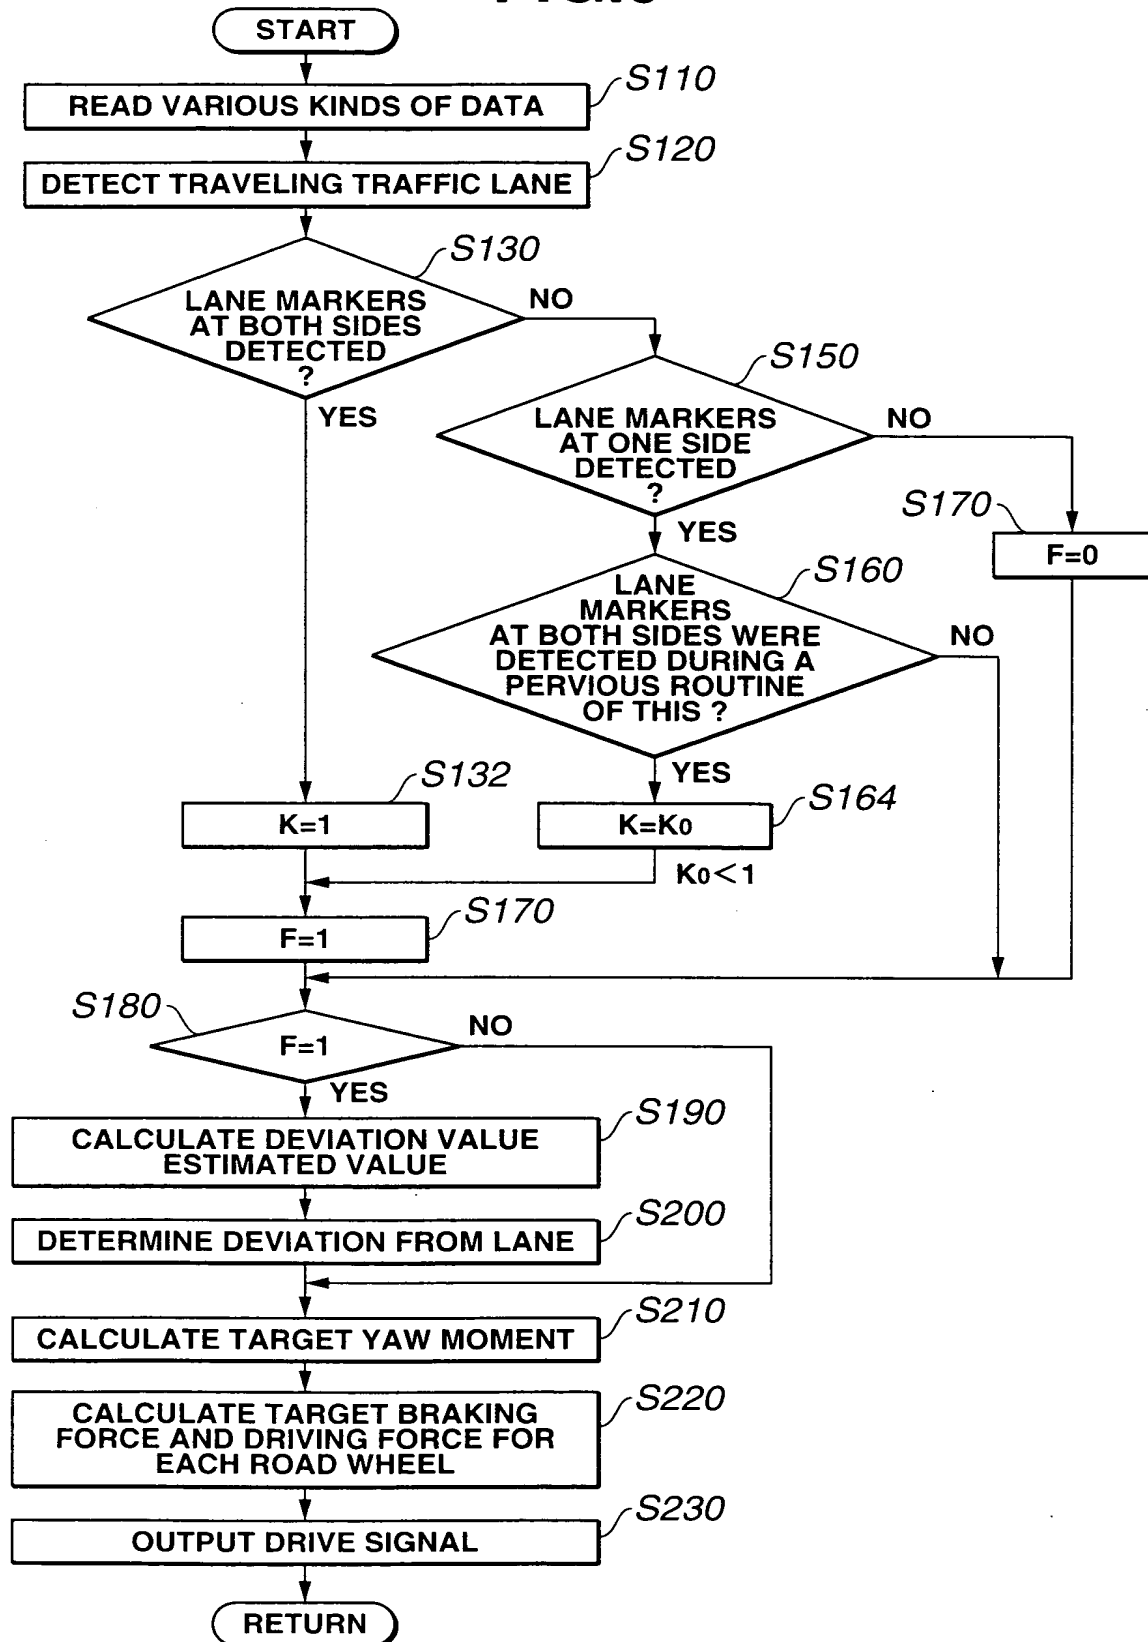 START
S110
READ VARIOUS KINDS OF DATA
S120
DETECT TRAVELING TRAFFIC LANE
S130
LANE MARKERS
AT BOTH SIDES
DETECTED
?
NO
YES
S150
LANE MARKERS
AT ONE SIDE
DETECTED
?
NO
YES
S170
F=0
S160
LANE
MARKERS
AT BOTH SIDES WERE
DETECTED DURING A
PERVIOUS ROUTINE
OF THIS ?
NO
YES
S132
K=1
S164
K=K0
K0<1
S170
F=1
S180
F=1
NO
YES
S190
CALCULATE DEVIATION VALUE
ESTIMATED VALUE
S200
DETERMINE DEVIATION FROM LANE
S210
CALCULATE TARGET YAW MOMENT
S220
CALCULATE TARGET BRAKING
FORCE AND DRIVING FORCE FOR
EACH ROAD WHEEL
S230
OUTPUT DRIVE SIGNAL
RETURN